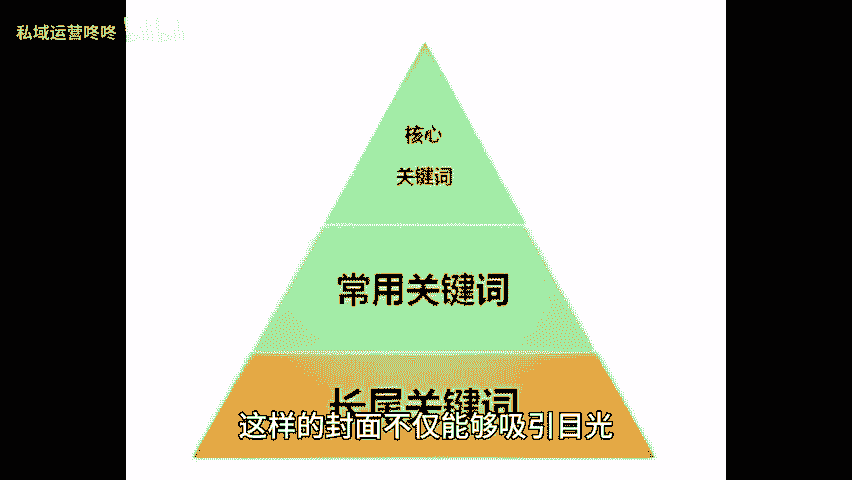 私域运营咚咚
核心
关键词
常用关键词
长尾关键词
这样的封面不仅能够吸引目光